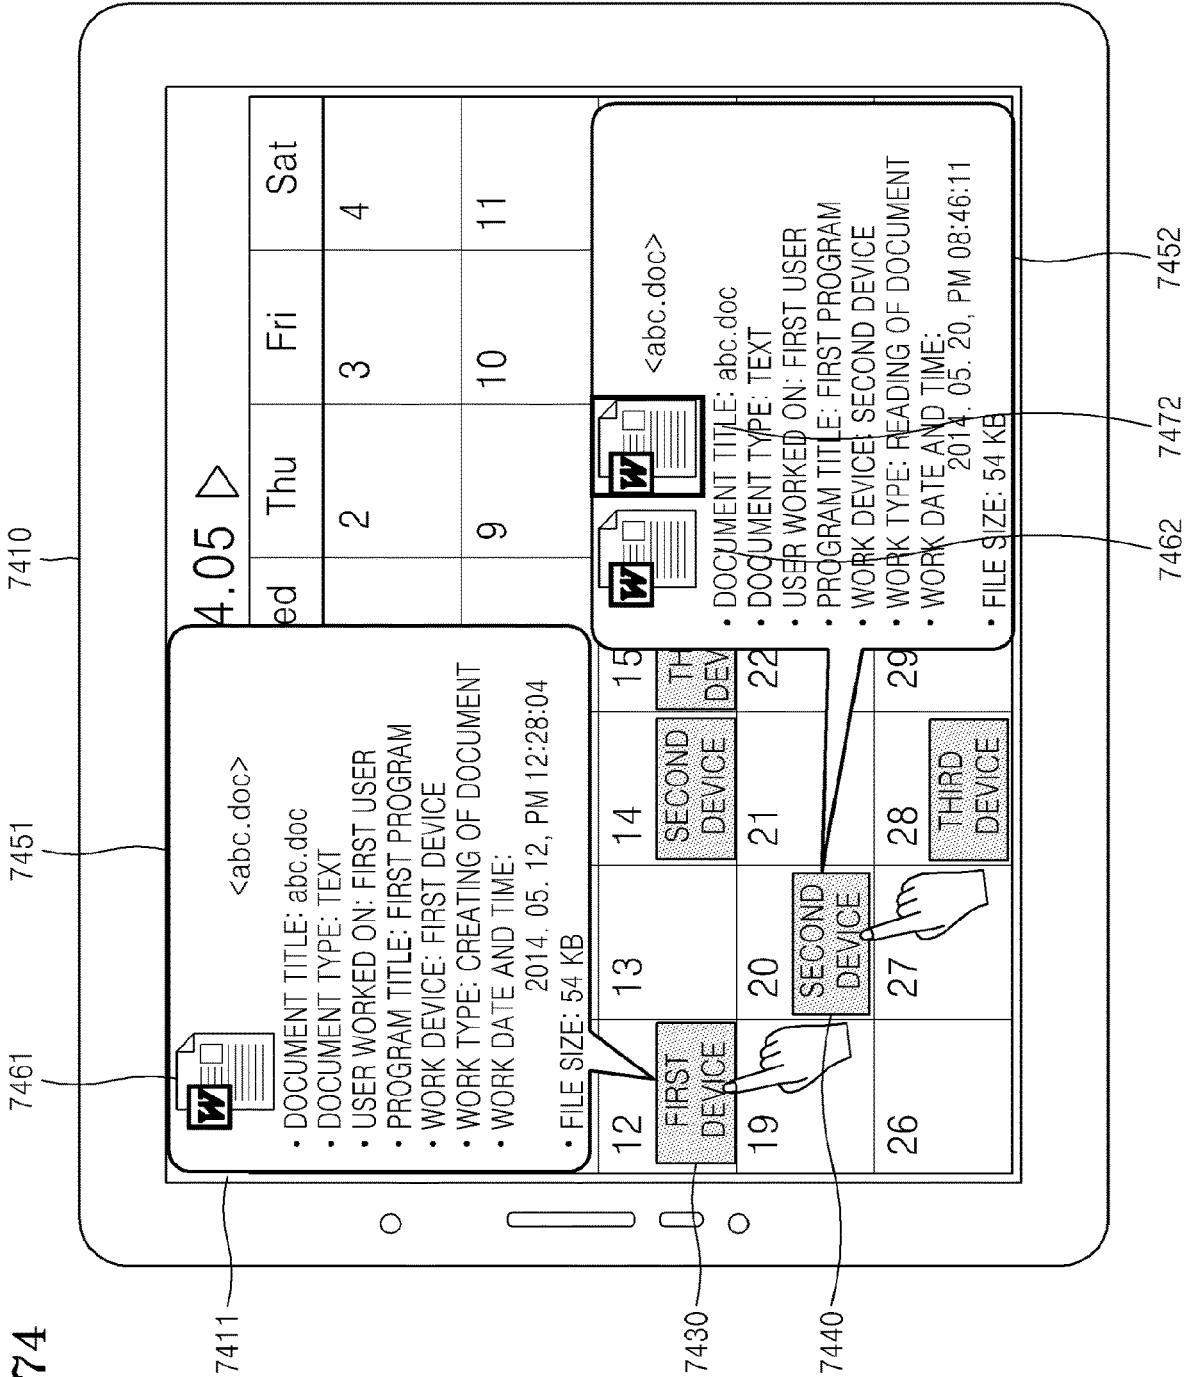 74
7410
7451
7461
7411
4.05 ▷
ed Thu Fri Sat
2 3 4
9 10 11
<abc.doc>
W
• DOCUMENT TITLE: abc.doc
• DOCUMENT TYPE: TEXT
• USER WORKED ON: FIRST USER
• PROGRAM TITLE: FIRST PROGRAM
• WORK DEVICE: FIRST DEVICE
• WORK TYPE: CREATING OF DOCUMENT
• WORK DATE AND TIME:
2014. 05. 12, PM 12:28:04
• FILE SIZE: 54 KB
12 13 14 15
FIRST
DEVICE
SECOND
DEVICE
TH
DEV
19 20 21 22
SECOND
DEVICE
26 27 28 29
THIRD
DEVICE
W
W
<abc.doc>
• DOCUMENT TITLE: abc.doc
• DOCUMENT TYPE: TEXT
• USER WORKED ON: FIRST USER
• PROGRAM TITLE: FIRST PROGRAM
• WORK DEVICE: SECOND DEVICE
• WORK TYPE: READING OF DOCUMENT
• WORK DATE AND TIME:
2014. 05. 20, PM 08:46:11
• FILE SIZE: 54 KB
7430
7440
7462
7472
7452